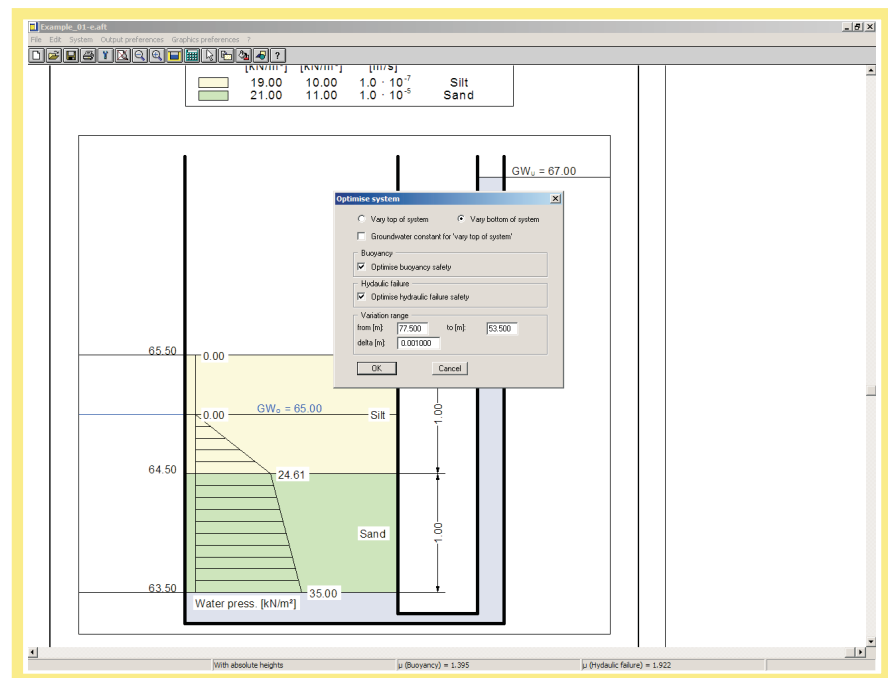 Example_01-e.aft
File Edit System Output preferences Graphics preferences ?
[kN/m³] [kN/m³] [m/s]
19.00 10.00 1.0 · 10⁻⁷ Silt
21.00 11.00 1.0 · 10⁻⁵ Sand
GWᵤ = 67.00
Optimise system
Vary top of system Vary bottom of system
Groundwater constant for 'vary top of system'
Buoyancy
Optimise buoyancy safety
Hydraulic failure
Optimise hydraulic failure safety
Variation range
from [m]: 77.500 to [m]: 53.500
delta [m]: 0.001000
OK Cancel
65.50 0.00
0.00 GWₒ = 65.00 Silt 1.00
64.50 24.61
Sand 1.00
63.50 35.00
Water press. [kN/m²]
With absolute heights µ (Buoyancy) = 1.395 µ (Hydaulic failure) = 1.922